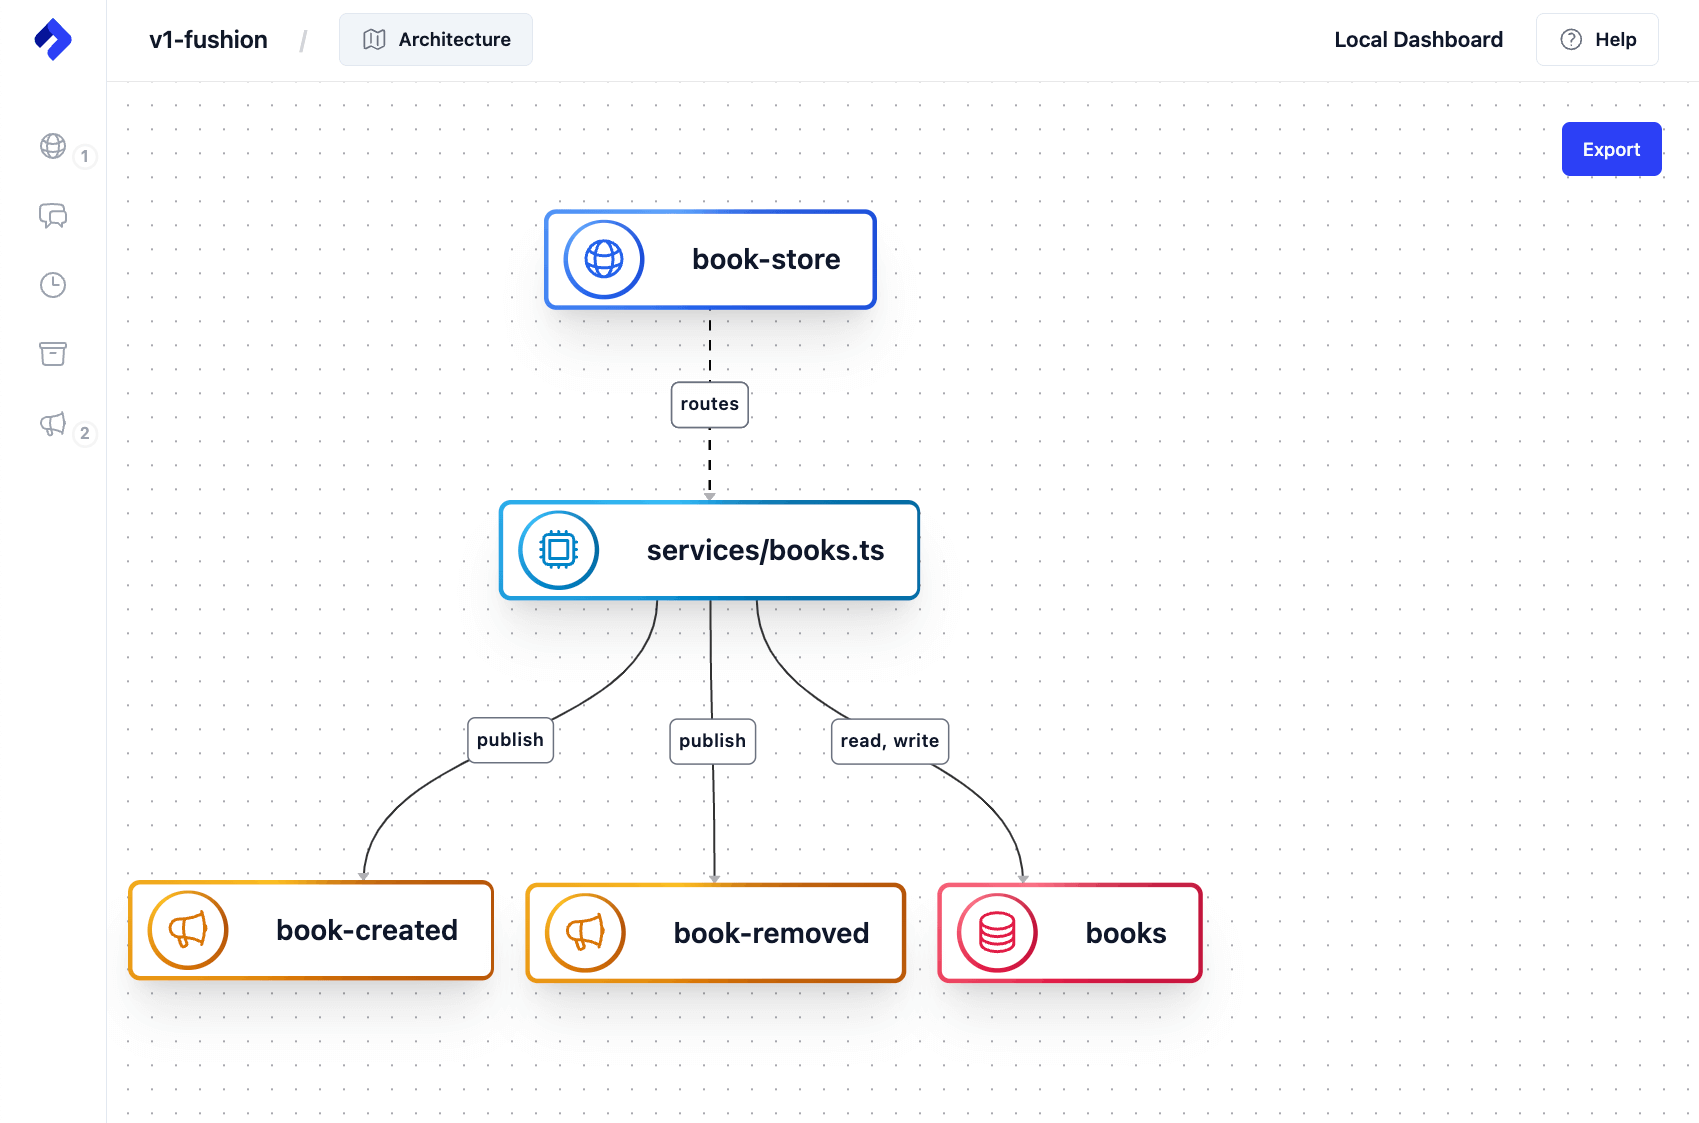 v1-fushion / Architecture
Local Dashboard
Help
1
2
Export
book-store
routes
services/books.ts
publish
publish
read, write
book-created
book-removed
books